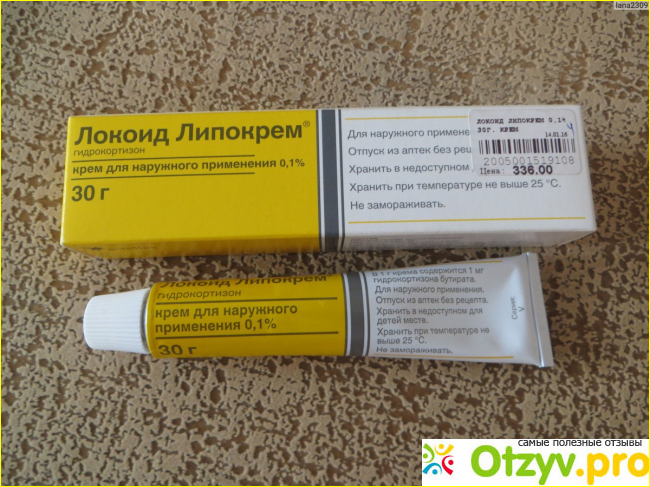 lana2309
Локоид Липокрем®
гидрокортизон
крем для наружного применения 0,1%
30 г
Для наружного примене
Отпуск из аптек без реце
Хранить в недоступном
Хранить при температуре не выше 25 °C.
Не замораживать.
ЛОКОИД ЛИПОКРЕМ 0,1%
30Г. КРЕМ
14.01.16
2005001519108
Цена: 336.00
Локоид Липокрем
гидрокортизон
крем для наружного
применения 0,1%
30 г
В 1 г крема содержится 1 мг
гидрокортизона бутирата.
Для наружного применения.
Отпуск из аптек без рецепта.
Хранить в недоступном для
детей месте.
Хранить при температуре не
выше 25 °C.
Не замораживать.
Серия:
V
самые полезные отзывы
Otzyv.pro